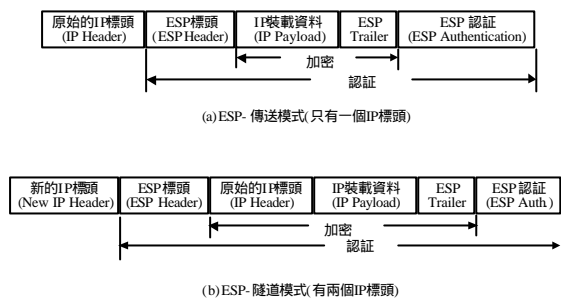 原始的IP標頭
(IP Header)
ESP標頭
(ESP Header)
IP裝載資料
(IP Payload)
ESP
Trailer
ESP 認証
(ESP Authentication)
加密
認証
(a)ESP- 傳送模式(只有一個IP標頭)
新的IP標頭
(New IP Header)
ESP標頭
(ESP Header)
原始的IP標頭
(IP Header)
IP裝載資料
(IP Payload)
ESP
Trailer
ESP 認証
(ESP Auth.)
加密
認証
(b)ESP- 隧道模式(有兩個IP標頭)